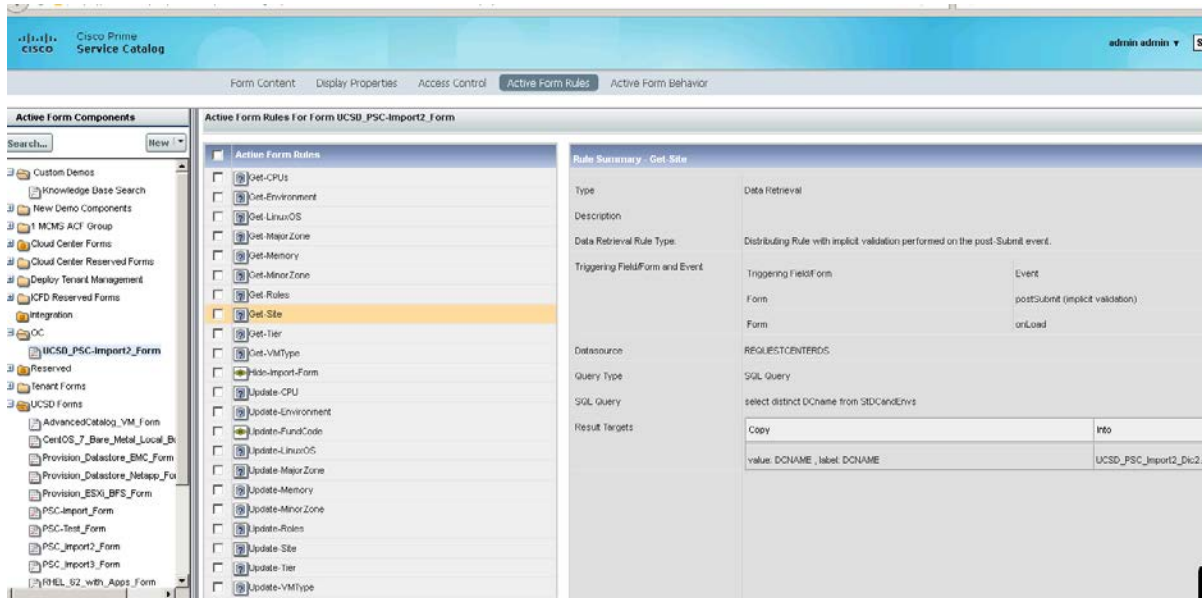 Cisco Prime
CISCO Service Catalog
admin admin
Form Content Display Properties Access Control Active Form Rules Active Form Behavior
Active Form Components
Search... New
Custom Demos
Knowledge Base Search
New Demo Components
1 MCMS ACF Group
Cloud Center Forms
Cloud Center Reserved Forms
Deploy Tenant Management
ICFD Reserved Forms
Integration
OC
UCSD_PSC-Import2_Form
Reserved
Tenant Forms
UCSD Forms
AdvancedCatalog_VM_Form
CentOS_7_Bare_Metal_Local_Bo
Provision_Datastore_EMC_Form
Provision_Datastore_Netapp_For
Provision_ESXi_BFS_Form
PSC-Import_Form
PSC-Test_Form
PSC_Import2_Form
PSC_Import3_Form
RHEL_62_with_Apps_Form
Active Form Rules For Form UCSD_PSC-Import2_Form
Active Form Rules
Get-CPUs
Get-Environment
Get-LinuxOS
Get-MajorZone
Get-Memory
Get-MinorZone
Get-Roles
Get-Site
Get-Tier
Get-VMType
Hide-Import-Form
Update-CPU
Update-Environment
Update-FundCode
Update-LinuxOS
Update-MajorZone
Update-Memory
Update-MinorZone
Update-Roles
Update-Site
Update-Tier
Update-VMType
Rule Summary - Get-Site
Type Data Retrieval
Description
Data Retrieval Rule Type: Distributing Rule with implicit validation performed on the post-Submit event.
Triggering Field/Form and Event
Triggering Field/Form Event
Form postSubmit (implicit validation)
Form onLoad
Datasource REQUESTCENTERDS
Query Type SQL Query
SQL Query select distinct DCname from StDCandEnvs
Result Targets
Copy Into
value: DCNAME , label: DCNAME UCSD_PSC_Import2_Dic2.